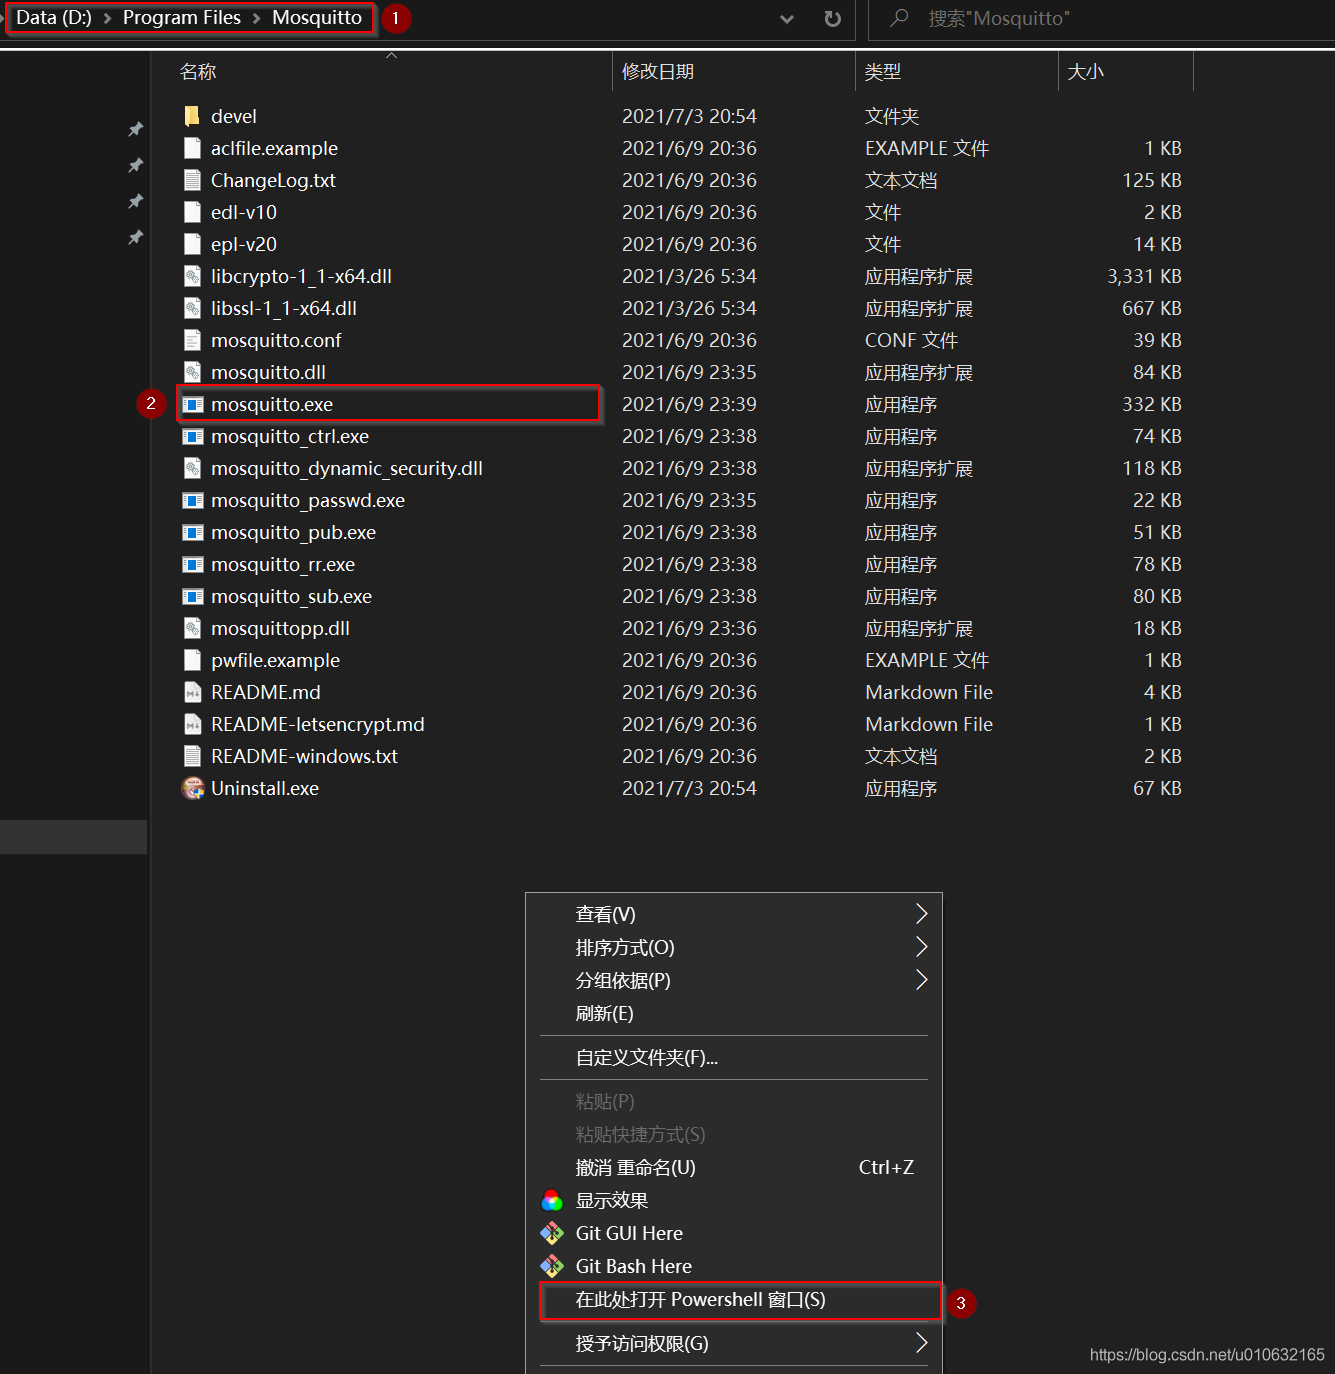 Data (D:) > Program Files > Mosquitto 1 搜索"Mosquitto"
名称 修改日期 类型 大小
devel 2021/7/3 20:54 文件夹
aclfile.example 2021/6/9 20:36 EXAMPLE 文件 1 KB
ChangeLog.txt 2021/6/9 20:36 文本文档 125 KB
edl-v10 2021/6/9 20:36 文件 2 KB
epl-v20 2021/6/9 20:36 文件 14 KB
libcrypto-1_1-x64.dll 2021/3/26 5:34 应用程序扩展 3,331 KB
libssl-1_1-x64.dll 2021/3/26 5:34 应用程序扩展 667 KB
mosquitto.conf 2021/6/9 20:36 CONF 文件 39 KB
mosquitto.dll 2021/6/9 23:35 应用程序扩展 84 KB
2 mosquitto.exe 2021/6/9 23:39 应用程序 332 KB
mosquitto_ctrl.exe 2021/6/9 23:38 应用程序 74 KB
mosquitto_dynamic_security.dll 2021/6/9 23:38 应用程序扩展 118 KB
mosquitto_passwd.exe 2021/6/9 23:35 应用程序 22 KB
mosquitto_pub.exe 2021/6/9 23:38 应用程序 51 KB
mosquitto_rr.exe 2021/6/9 23:38 应用程序 78 KB
mosquitto_sub.exe 2021/6/9 23:38 应用程序 80 KB
mosquittopp.dll 2021/6/9 23:36 应用程序扩展 18 KB
pwfile.example 2021/6/9 20:36 EXAMPLE 文件 1 KB
README.md 2021/6/9 20:36 Markdown File 4 KB
README-letsencrypt.md 2021/6/9 20:36 Markdown File 1 KB
README-windows.txt 2021/6/9 20:36 文本文档 2 KB
Uninstall.exe 2021/7/3 20:54 应用程序 67 KB
查看(V)
排序方式(O)
分组依据(P)
刷新(E)
自定义文件夹(F)...
粘贴(P)
粘贴快捷方式(S)
撤消 重命名(U) Ctrl+Z
显示效果
Git GUI Here
Git Bash Here
在此处打开 Powershell 窗口(S) 3
授予访问权限(G)
https://blog.csdn.net/u010632165